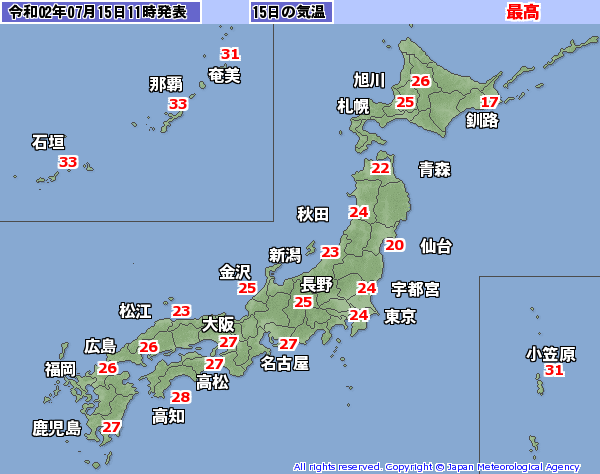 令和02年07月15日11時発表 15日の気温 最高
31
奄美
那覇
33
石垣
33
旭川
26
札幌 25
17
釧路
22 青森
秋田 24
20 仙台
新潟 23
金沢
25
長野
25
24 宇都宮
24 東京
松江 23
大阪
27
27
名古屋
広島
26
福岡 26
27
高松
28
高知
鹿児島 27
小笠原
31
All rights reserved. Copyright © Japan Meteorological Agency